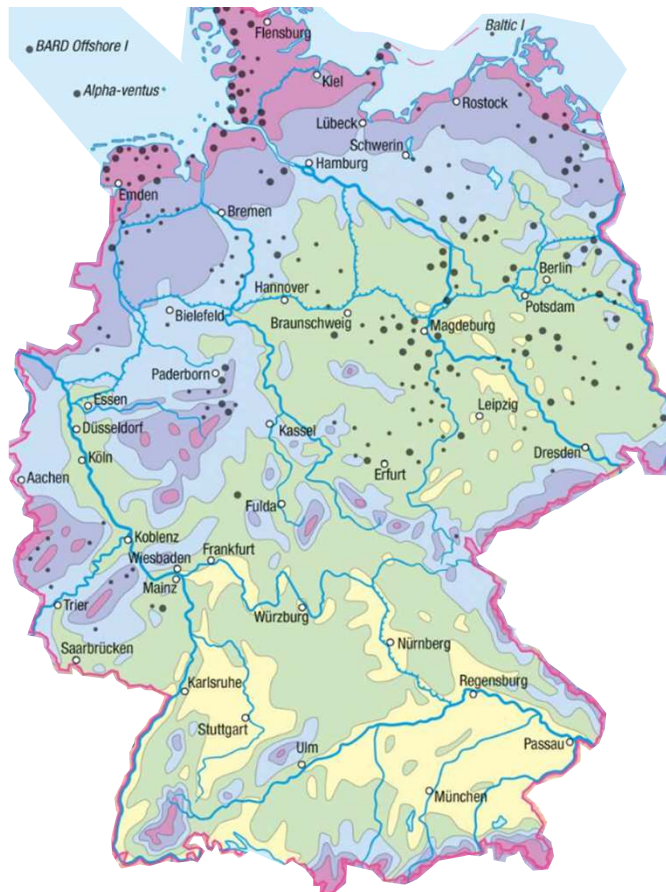 Flensburg
Baltic I
BARD Offshore I
Kiel
Alpha-ventus
Rostock
Lübeck
Schwerin
Hamburg
Emden
Bremen
Berlin
Hannover
Potsdam
Bielefeld
Braunschweig
Magdeburg
Paderborn
Essen
Leipzig
Düsseldorf
Kassel
Dresden
Köln
Erfurt
Aachen
Fulda
Koblenz
Frankfurt
Wiesbaden
Mainz
Trier
Würzburg
Nürnberg
Saarbrücken
Regensburg
Karlsruhe
Stuttgart
Ulm
Passau
München